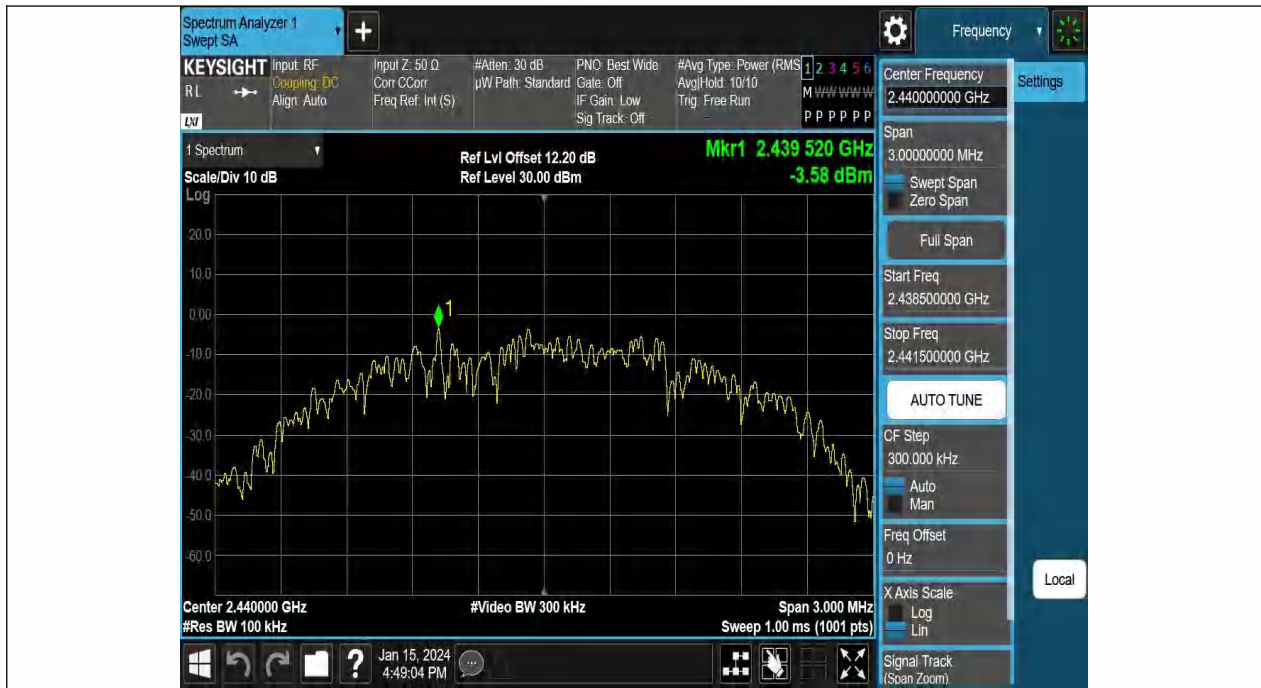 Spectrum Analyzer 1
Swept SA
+
Frequency
KEYSIGHT
RL
LXI
Input: RF
Coupling: DC
Align: Auto
Input Z: 50 Ω
Corr CCorr
Freq Ref: Int (S)
#Atten: 30 dB
µW Path: Standard
PNO: Best Wide
Gate: Off
IF Gain: Low
Sig Track: Off
#Avg Type: Power (RMS
Avg|Hold: 10/10
Trig: Free Run
1 2 3 4 5 6
M W W W W W
P P P P P P
1 Spectrum
Scale/Div 10 dB
Ref Lvl Offset 12.20 dB
Ref Level 30.00 dBm
Mkr1 2.439 520 GHz
-3.58 dBm
Log
20.0
10.0
0.00
-10.0
-20.0
-30.0
-40.0
-50.0
-60.0
1
Center 2.440000 GHz
#Res BW 100 kHz
#Video BW 300 kHz
Span 3.000 MHz
Sweep 1.00 ms (1001 pts)
?
Jan 15, 2024
4:49:04 PM
Center Frequency
2.440000000 GHz
Settings
Span
3.00000000 MHz
Swept Span
Zero Span
Full Span
Start Freq
2.438500000 GHz
Stop Freq
2.441500000 GHz
AUTO TUNE
CF Step
300.000 kHz
Auto
Man
Freq Offset
0 Hz
X Axis Scale
Log
Lin
Local
Signal Track
(Span Zoom)